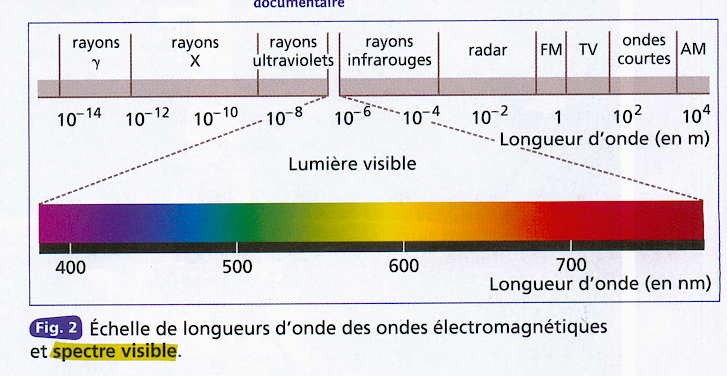 documentaire
rayons γ
rayons X
rayons ultraviolets
rayons infrarouges
radar
FM
TV
ondes courtes
AM
10⁻¹⁴ 10⁻¹² 10⁻¹⁰ 10⁻⁸ 10⁻⁶ 10⁻⁴ 10⁻² 1 10² 10⁴
Longueur d'onde (en m)
Lumière visible
400 500 600 700
Longueur d'onde (en nm)
Fig. 2 Échelle de longueurs d'onde des ondes électromagnétiques
et spectre visible.